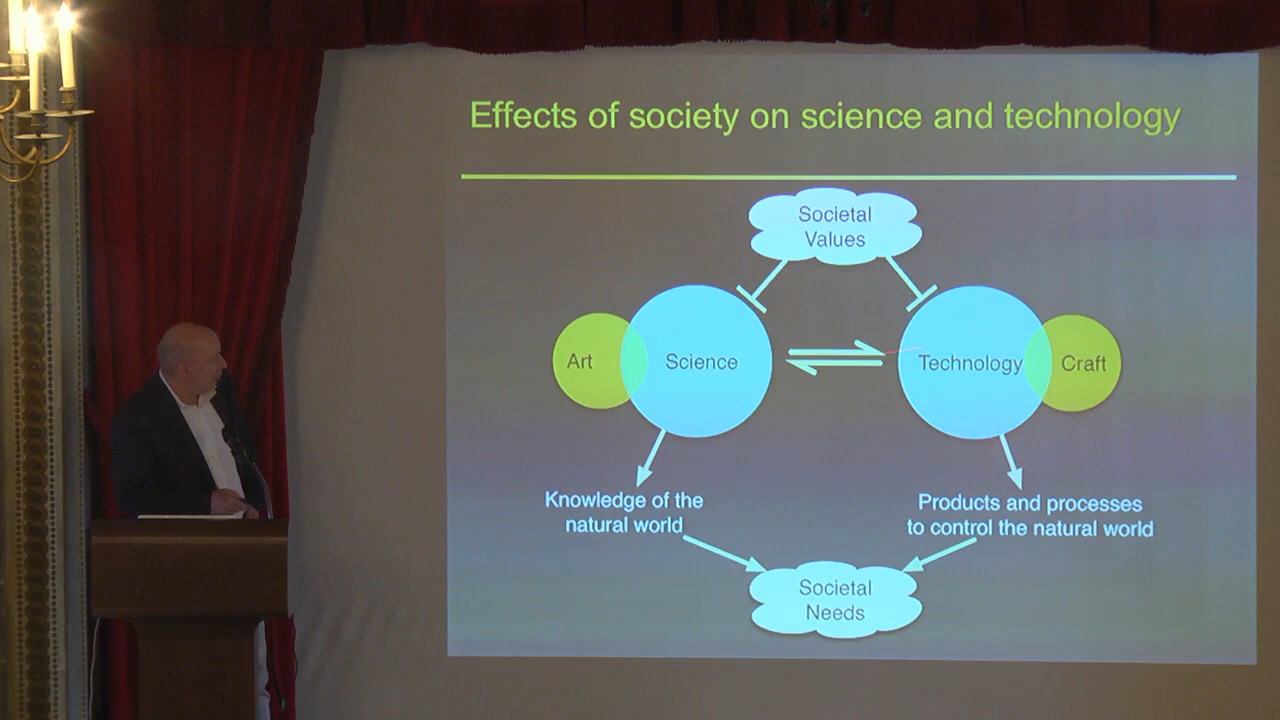 Effects of society on science and technology
Societal
Values
Art
Science
Technology
Craft
Knowledge of the
natural world
Products and processes
to control the natural world
Societal
Needs